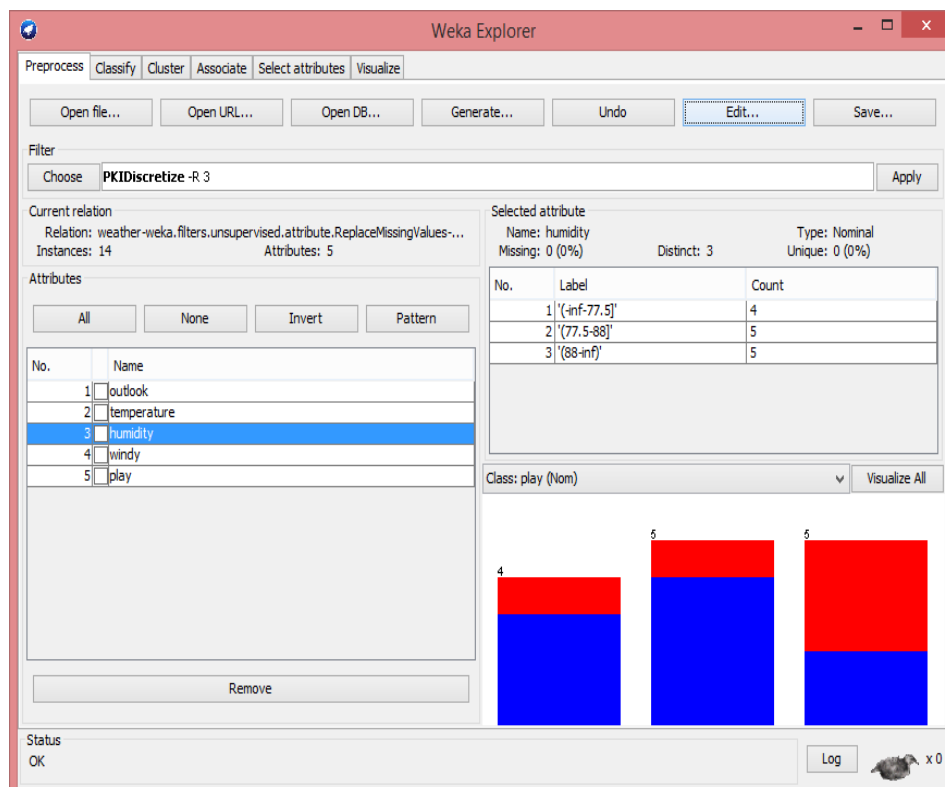 Weka Explorer
Preprocess Classify Cluster Associate Select attributes Visualize
Open file... Open URL... Open DB... Generate... Undo Edit... Save...
Filter
Choose PKIDiscretize -R 3 Apply
Current relation
Relation: weather-weka.filters.unsupervised.attribute.ReplaceMissingValues-...
Instances: 14 Attributes: 5
Attributes
All None Invert Pattern
No. Name
1 outlook
2 temperature
3 humidity
4 windy
5 play
Remove
Selected attribute
Name: humidity Type: Nominal
Missing: 0 (0%) Distinct: 3 Unique: 0 (0%)
No. Label Count
1 '(-inf-77.5]' 4
2 '(77.5-88]' 5
3 '(88-inf)' 5
Class: play (Nom) Visualize All
4 5 5
Status
OK
Log x 0